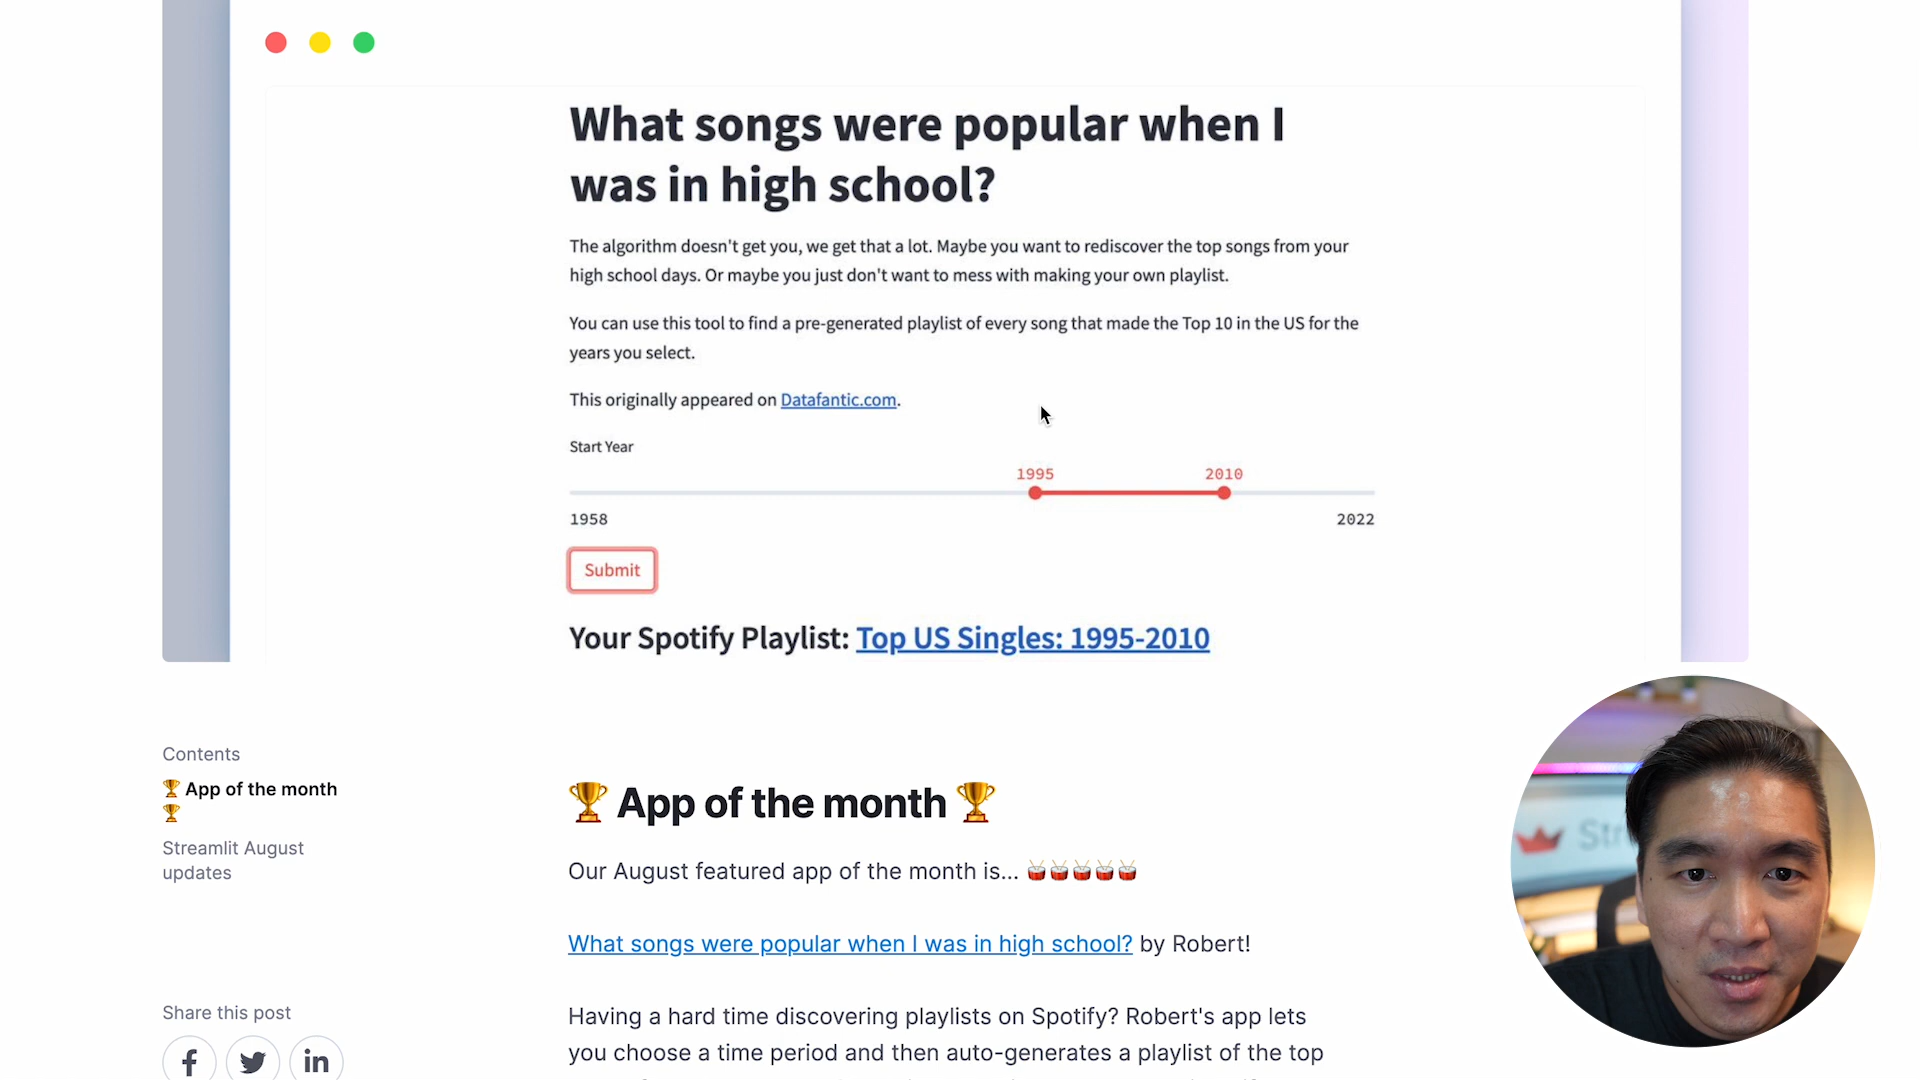 What songs were popular when I
was in high school?
The algorithm doesn't get you, we get that a lot. Maybe you want to rediscover the top songs from your
high school days. Or maybe you just don't want to mess with making your own playlist.
You can use this tool to find a pre-generated playlist of every song that made the Top 10 in the US for the
years you select.
This originally appeared on Datafantic.com.
Start Year
1995 2010
1958 2022
Submit
Your Spotify Playlist: Top US Singles: 1995-2010
Contents
🏆 App of the month
🏆
Streamlit August
updates
Share this post
🏆 App of the month 🏆
Our August featured app of the month is... 🥁🥁🥁🥁🥁
What songs were popular when I was in high school? by Robert!
Having a hard time discovering playlists on Spotify? Robert's app lets
you choose a time period and then auto-generates a playlist of the top